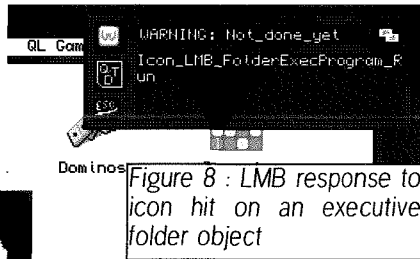 WARNING: Not_done_yet
QL Gam
Icon_LMB_FolderExecProgram_R
un
ESC
Dominos
Figure 8 : LMB response to
icon hit on an executive
folder object